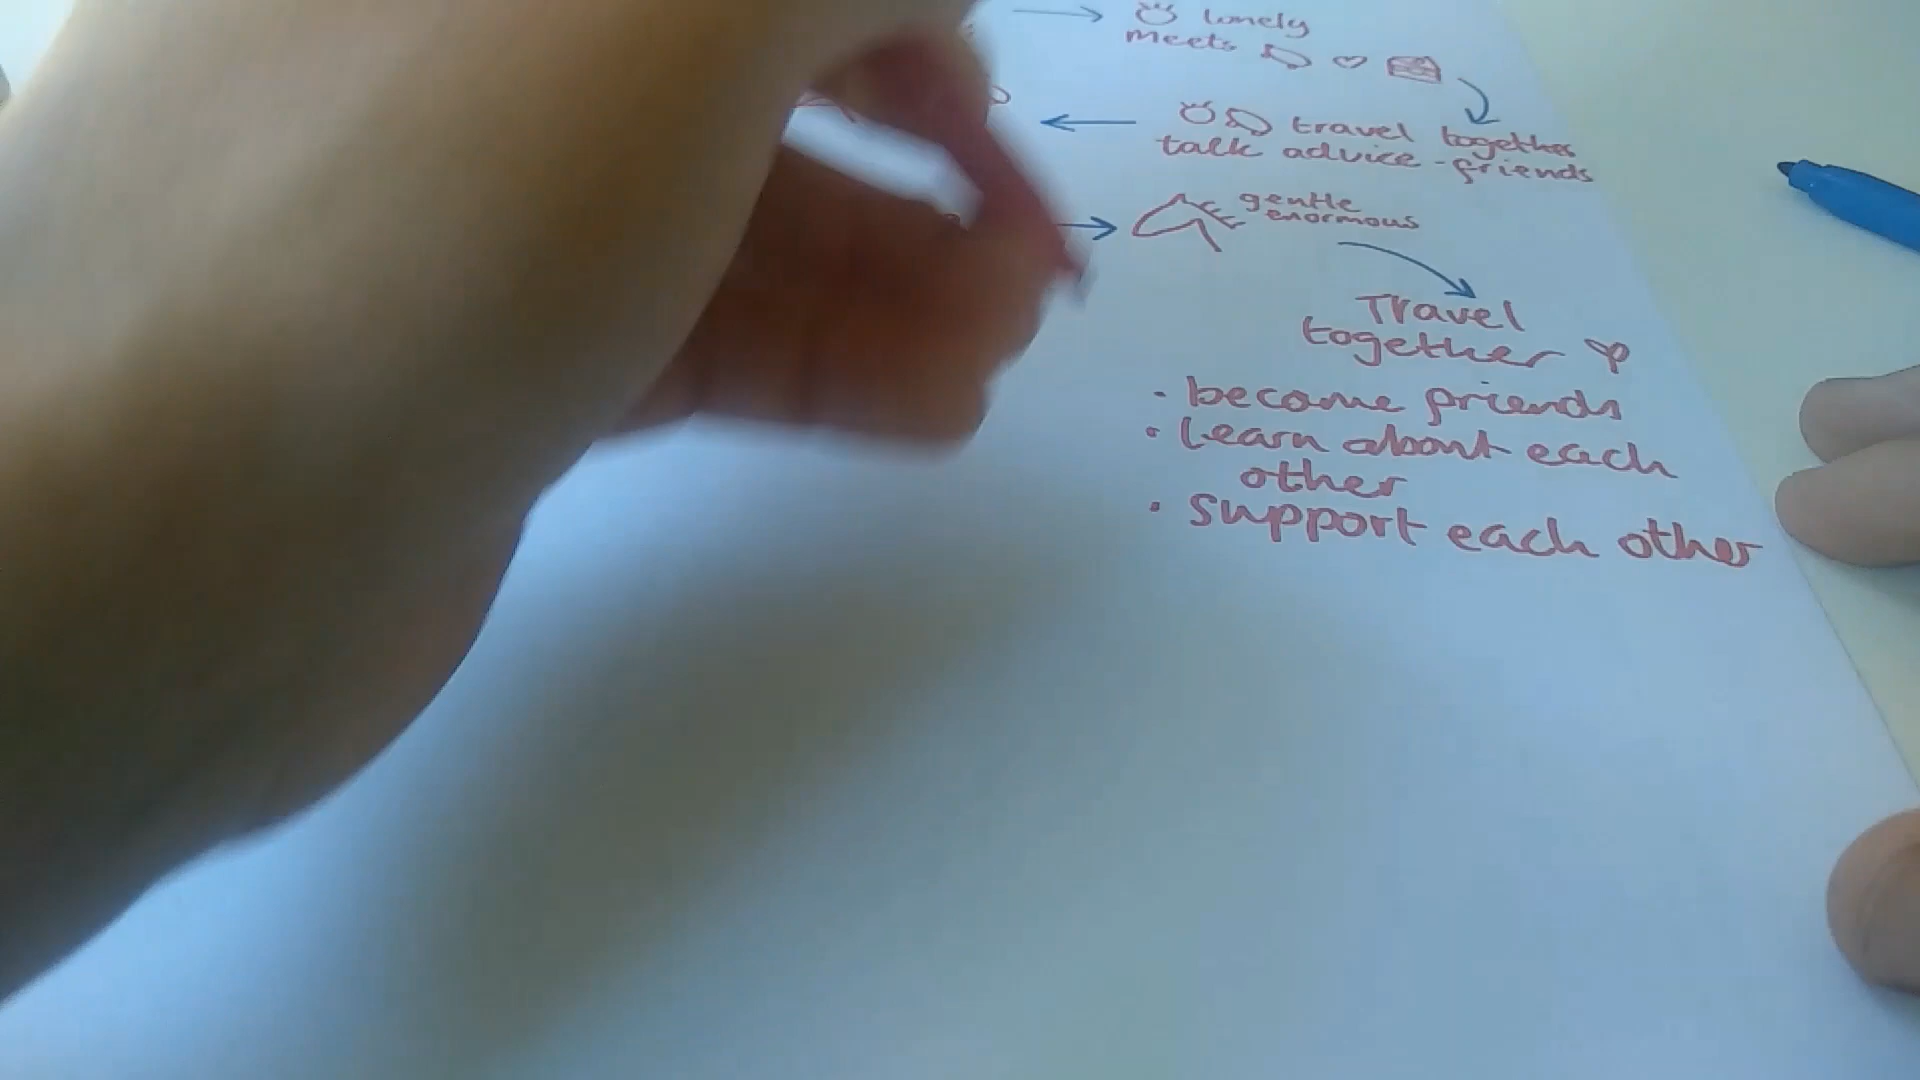 lonely
meets
travel together
talk advice - friends
gentle
enormous
Travel
together
• become friends
• Learn about each
other
• support each other